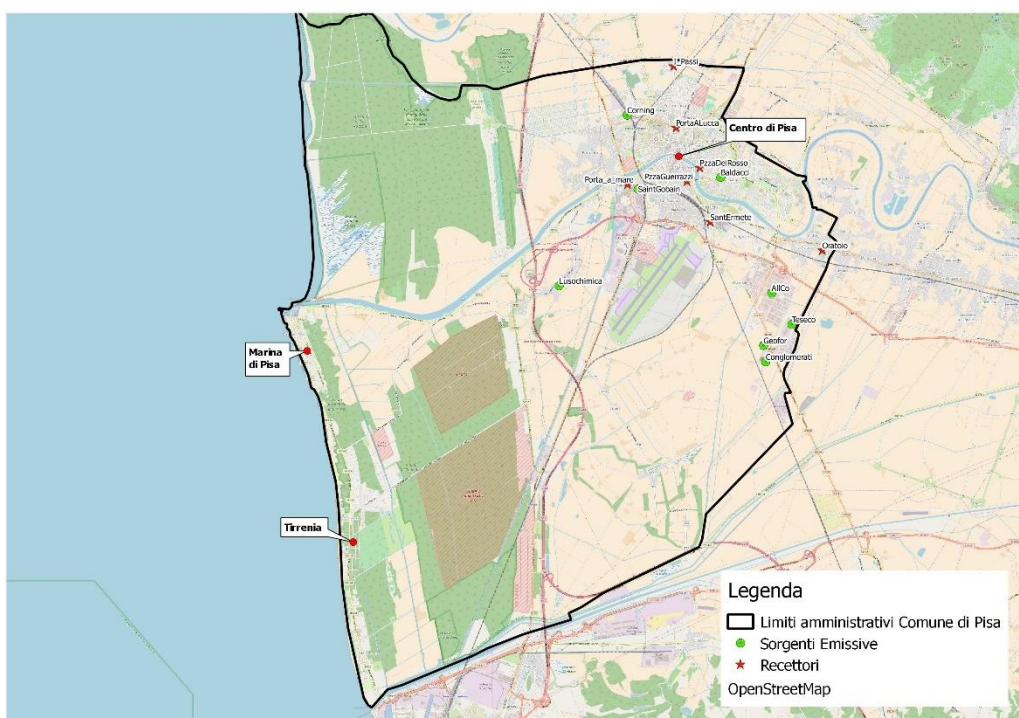 I°Passi
Corning
PortaALucca
Centro di Pisa
PzzaDelRosso
Baldacci
PzzaGuerrazzi
Porta_a_mare
SaintGobain
SantErmete
Oratoio
Lusochimica
AllCo
Teseco
Geofor
Conglomerati
Marina
di Pisa
Tirrenia
Legenda
Limiti amministrativi Comune di Pisa
Sorgenti Emissive
Recettori
OpenStreetMap